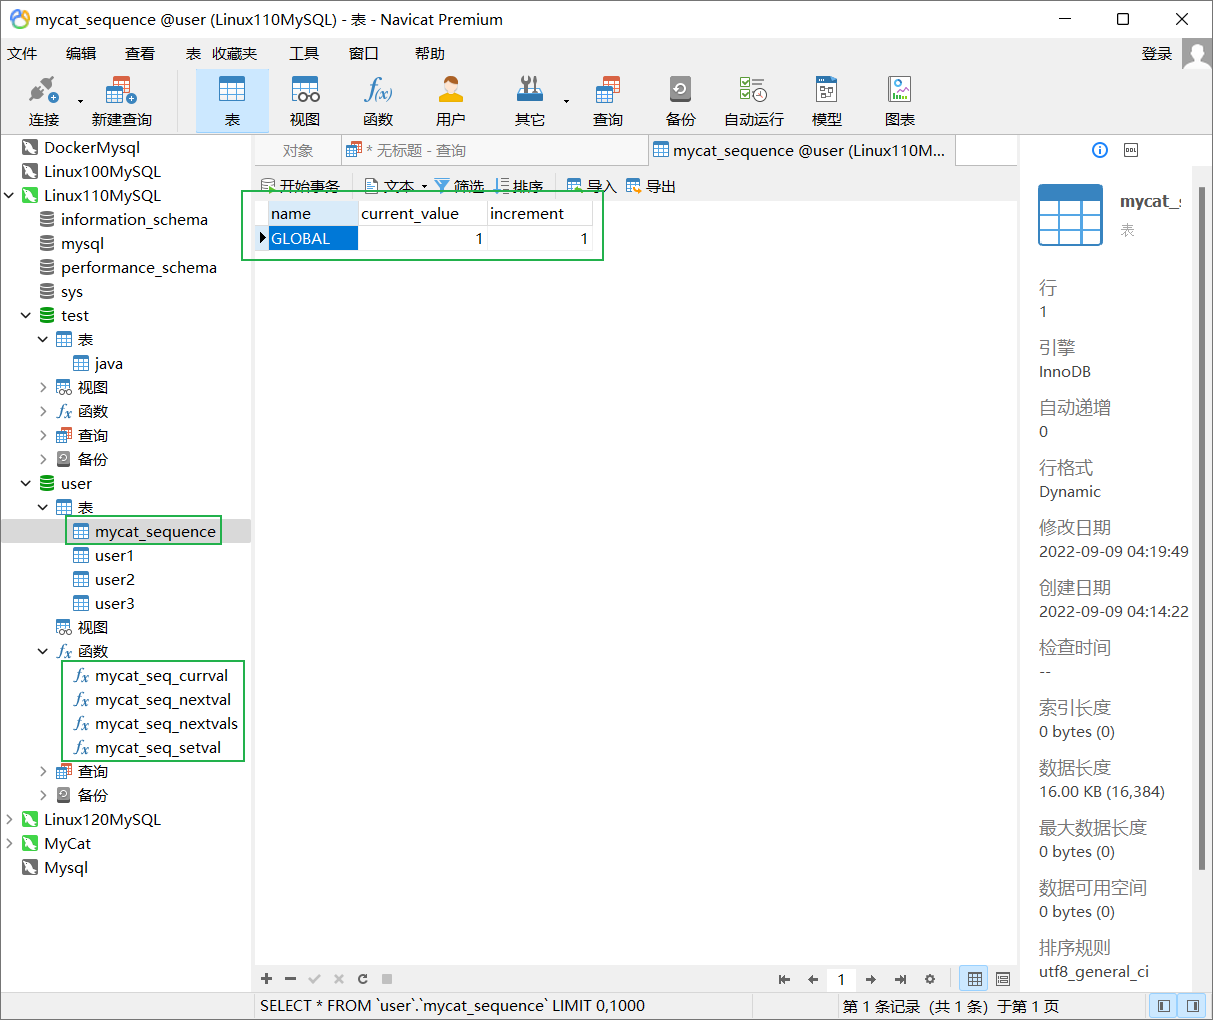 mycat_sequence @user (Linux110MySQL) - 表 - Navicat Premium
文件 编辑 查看 表 收藏夹 工具 窗口 帮助 登录
连接 新建查询 表 视图 函数 用户 其它 查询 备份 自动运行 模型 图表
对象 * 无标题 - 查询 mycat_sequence @user (Linux110M...
开始事务 文本 筛选 排序 导入 导出
name current_value increment
GLOBAL 1 1
DockerMysql
Linux100MySQL
Linux110MySQL
information_schema
mysql
performance_schema
sys
test
表
java
视图
函数
查询
备份
user
表
mycat_sequence
user1
user2
user3
视图
函数
mycat_seq_currval
mycat_seq_nextval
mycat_seq_nextvals
mycat_seq_setval
查询
备份
Linux120MySQL
MyCat
Mysql
DDL
mycat_s
表
行
1
引擎
InnoDB
自动递增
0
行格式
Dynamic
修改日期
2022-09-09 04:19:49
创建日期
2022-09-09 04:14:22
检查时间
--
索引长度
0 bytes (0)
数据长度
16.00 KB (16,384)
最大数据长度
0 bytes (0)
数据可用空间
0 bytes (0)
排序规则
utf8_general_ci
1
SELECT * FROM `user`.`mycat_sequence` LIMIT 0,1000
第 1 条记录 (共 1 条) 于第 1 页